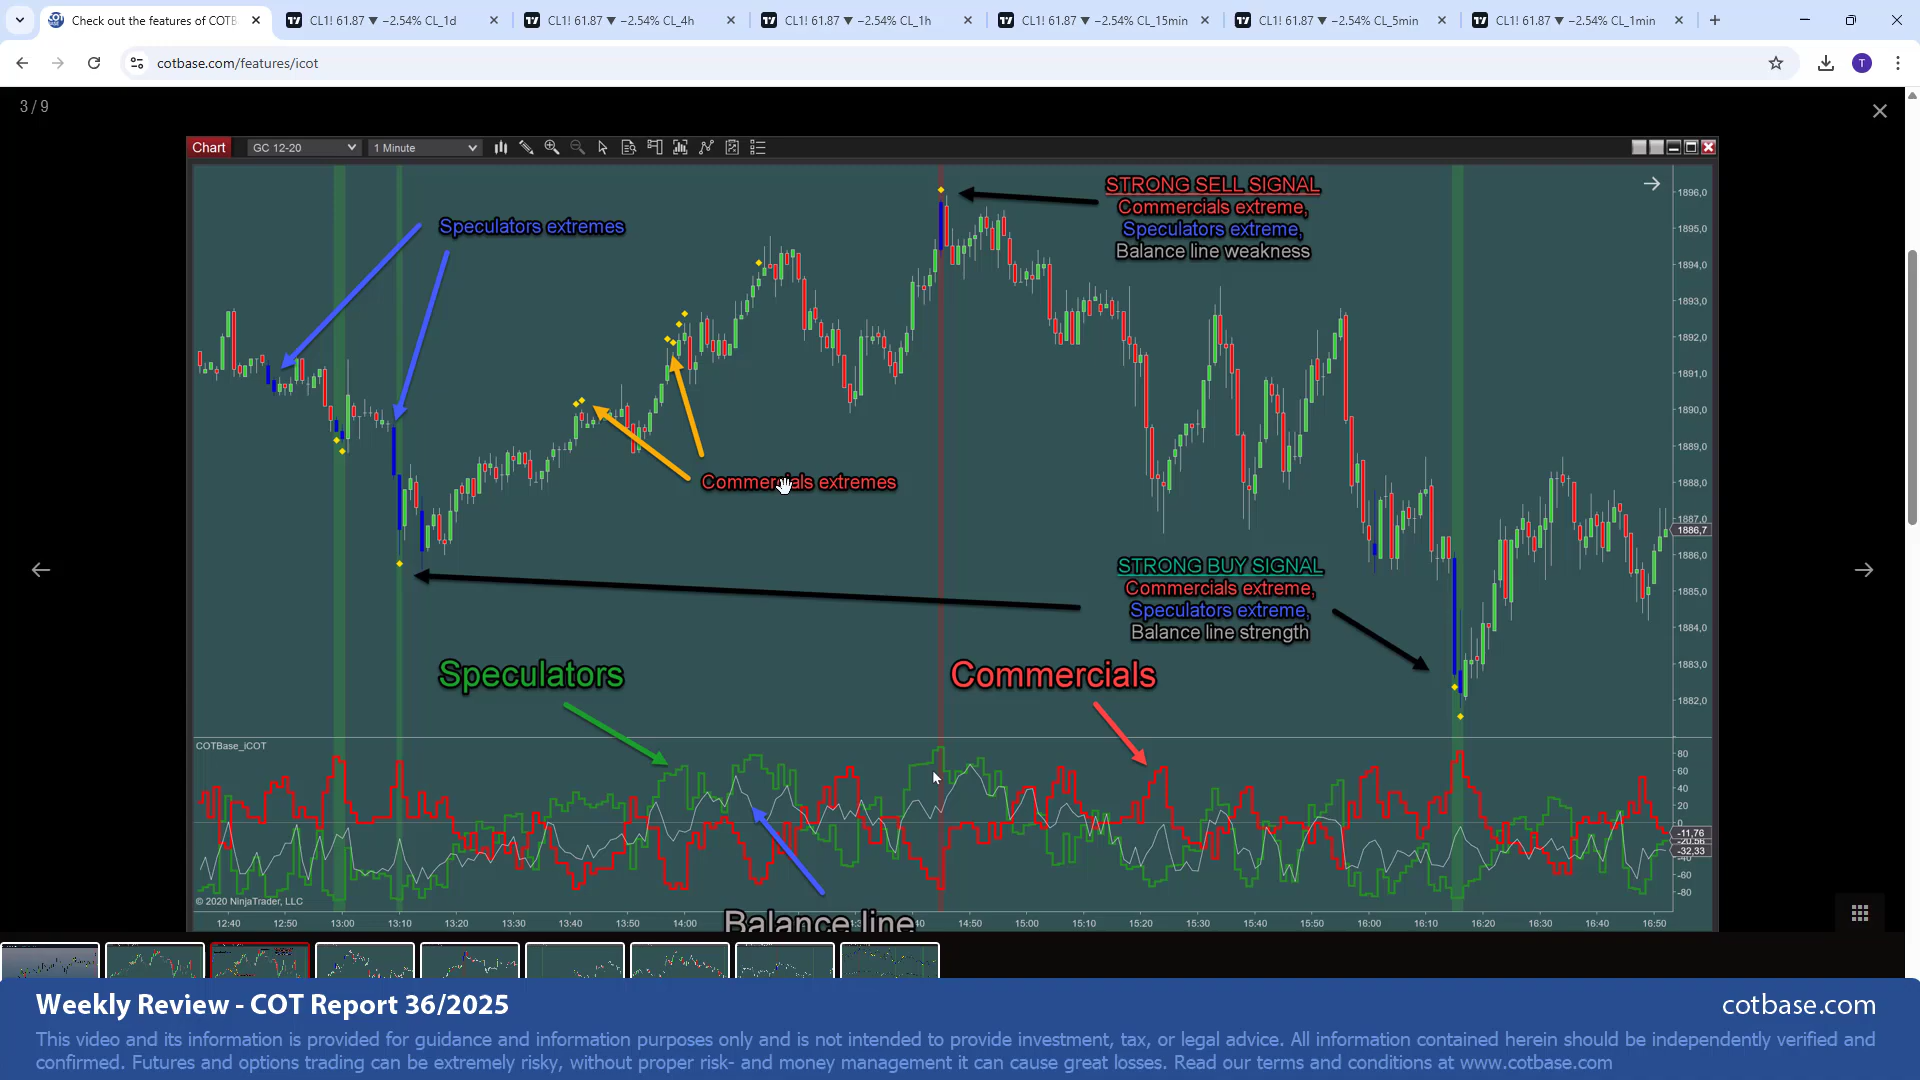 Check out the features of COTB
CL1! 61.87 ▼ −2.54% CL_1d
CL1! 61.87 ▼ −2.54% CL_4h
CL1! 61.87 ▼ −2.54% CL_1h
CL1! 61.87 ▼ −2.54% CL_15min
CL1! 61.87 ▼ −2.54% CL_5min
CL1! 61.87 ▼ −2.54% CL_1min
cotbase.com/features/icot
T
3 / 9
Chart
GC 12-20
1 Minute
STRONG SELL SIGNAL
Commercials extreme,
Speculators extreme,
Balance line weakness
Speculators extremes
Commercials extremes
STRONG BUY SIGNAL
Commercials extreme,
Speculators extreme,
Balance line strength
Speculators
Commercials
Balance line
1896,0
1895,0
1894,0
1893,0
1892,0
1891,0
1890,0
1889,0
1888,0
1887,0
1886,7
1886,0
1885,0
1884,0
1883,0
1882,0
COTBase_iCOT
80
60
40
20
0
-11,76
-32,33
-60
-80
© 2020 NinjaTrader, LLC
12:40
12:50
13:00
13:10
13:20
13:30
13:40
13:50
14:00
14:50
15:00
15:10
15:20
15:30
15:40
15:50
16:00
16:10
16:20
16:30
16:40
16:50
Weekly Review - COT Report 36/2025
cotbase.com
This video and its information is provided for guidance and information purposes only and is not intended to provide investment, tax, or legal advice. All information contained herein should be independently verified and
confirmed. Futures and options trading can be extremely risky, without proper risk- and money management it can cause great losses. Read our terms and conditions at www.cotbase.com